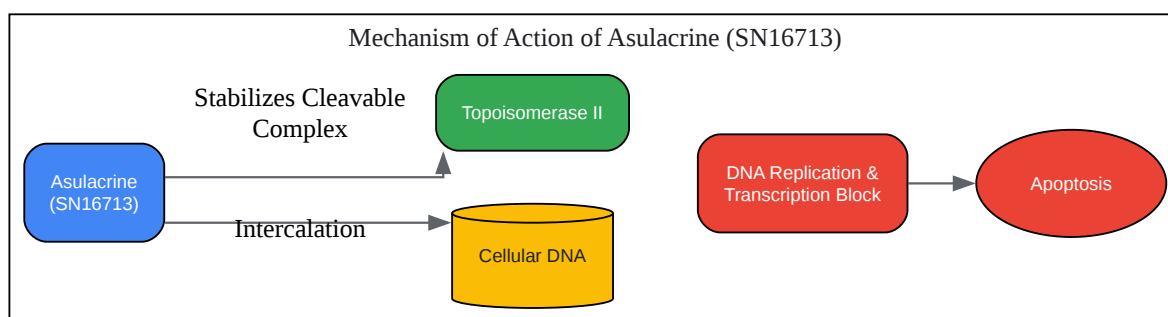 Mechanism of Action of Asulacrine (SN16713)
Stabilizes Cleavable
Complex
Topoisomerase II
Asulacrine
(SN16713)
Intercalation
Cellular DNA
DNA Replication &
Transcription Block
Apoptosis